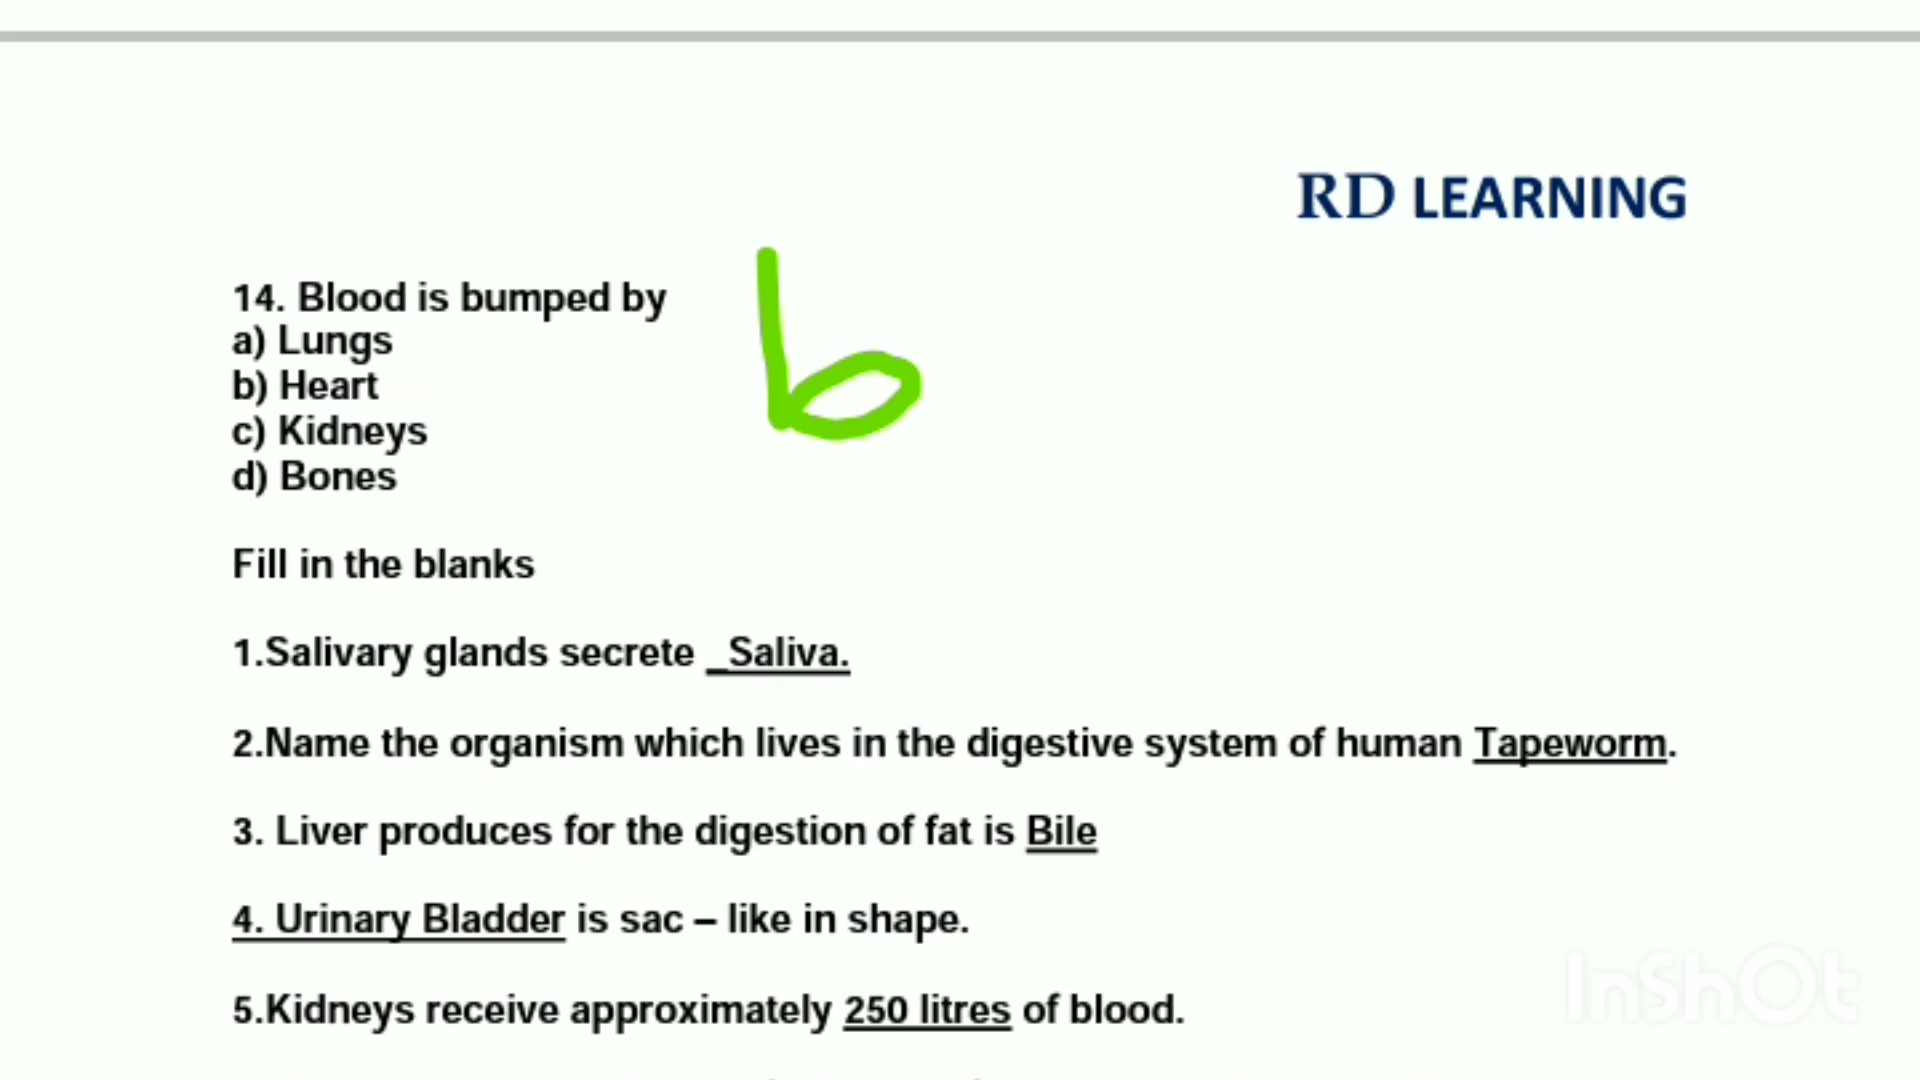 RD LEARNING
14. Blood is bumped by
b
a) Lungs
b) Heart
c) Kidneys
d) Bones
Fill in the blanks
1.Salivary glands secrete _Saliva.
2.Name the organism which lives in the digestive system of human Tapeworm.
3. Liver produces for the digestion of fat is Bile
4. Urinary Bladder is sac – like in shape.
5.Kidneys receive approximately 250 litres of blood.
InShOt